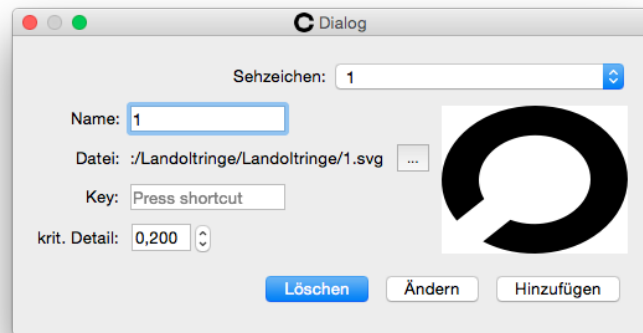 Dialog
Sehzeichen: 1
Name: 1
Datei: :/Landoltringe/Landoltringe/1.svg ...
Key: Press shortcut
krit. Detail: 0,200
Löschen Ändern Hinzufügen